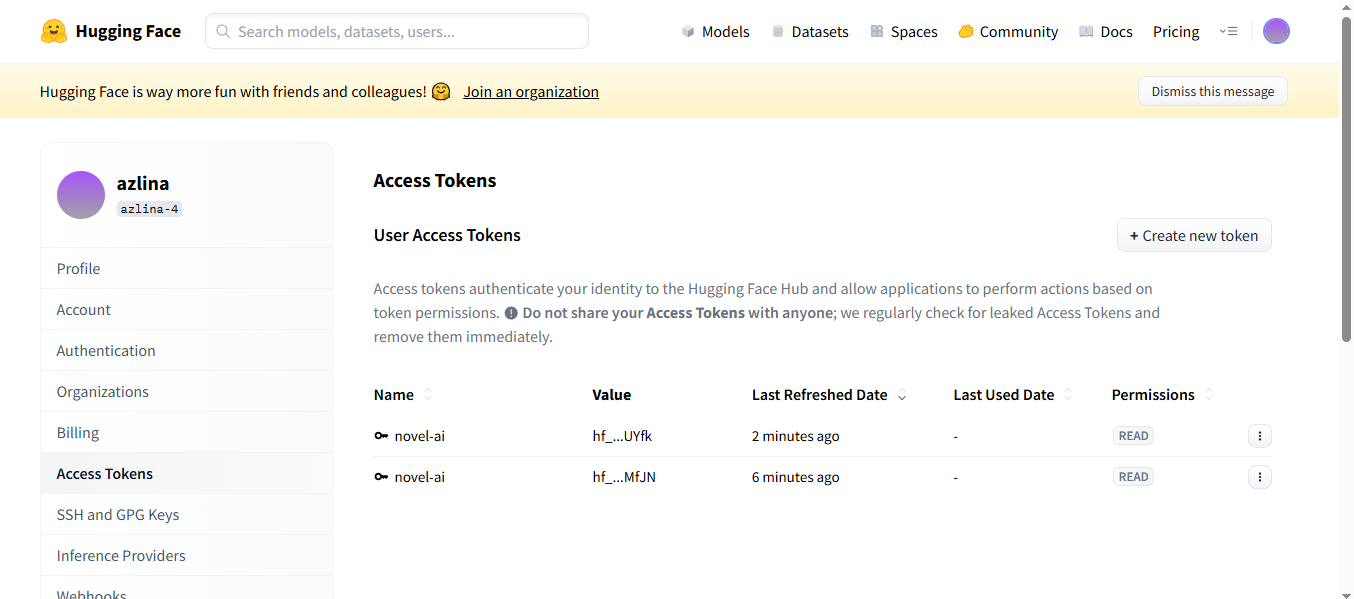 Hugging Face
Search models, datasets, users...
Models
Datasets
Spaces
Community
Docs
Pricing
Hugging Face is way more fun with friends and colleagues! 🤗 Join an organization
Dismiss this message
azlina
azlina-4
Profile
Account
Authentication
Organizations
Billing
Access Tokens
SSH and GPG Keys
Inference Providers
Webhooks
Access Tokens
User Access Tokens
+ Create new token
Access tokens authenticate your identity to the Hugging Face Hub and allow applications to perform actions based on
token permissions. Do not share your Access Tokens with anyone; we regularly check for leaked Access Tokens and
remove them immediately.
Name Value Last Refreshed Date Last Used Date Permissions
novel-ai hf_...UYfk 2 minutes ago - READ
novel-ai hf_...MfJN 6 minutes ago - READ